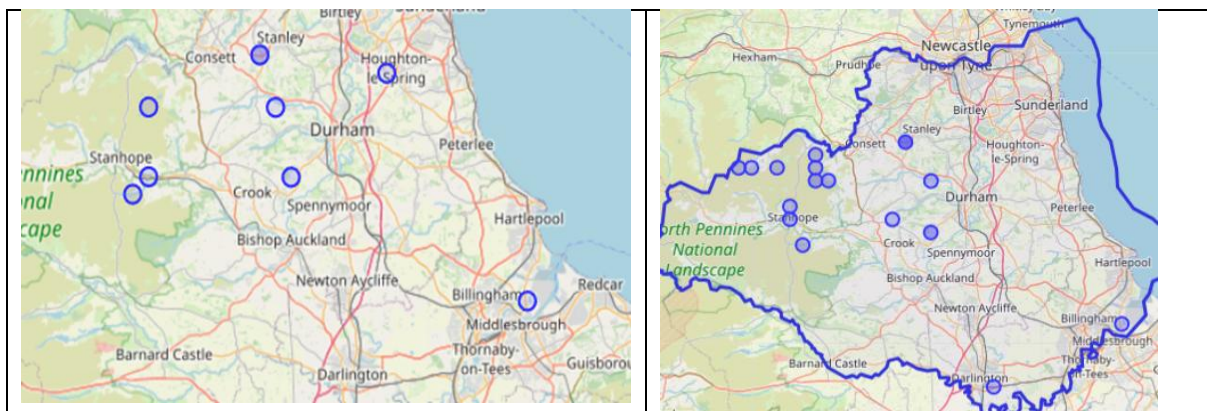 Birtley
Sunderland
Stanley
Consett
Houghton-
le-Spring
Durham
Stanhope
Peterlee
ennines
onal
cape
Crook
Spennymoor
Hartlepool
Bishop Auckland
Newton Aycliffe
Billingham
Redcar
Middlesbrough
Barnard Castle
Thornaby-
on-Tees
Darlington
Guisborou
Tynemouth
Newcastle
upon Tyne
Hexham
Prudhoe
Birtley
Sunderland
Stanley
Consett
Houghton-
le-Spring
Durham
Stanhope
Peterlee
orth Pennines
National
Landscape
Crook
Spennymoor
Hartlepool
Bishop Auckland
Newton Aycliffe
Billingham
Middlesbrough
Barnard Castle
Thornaby-
on-Tees
Darlington